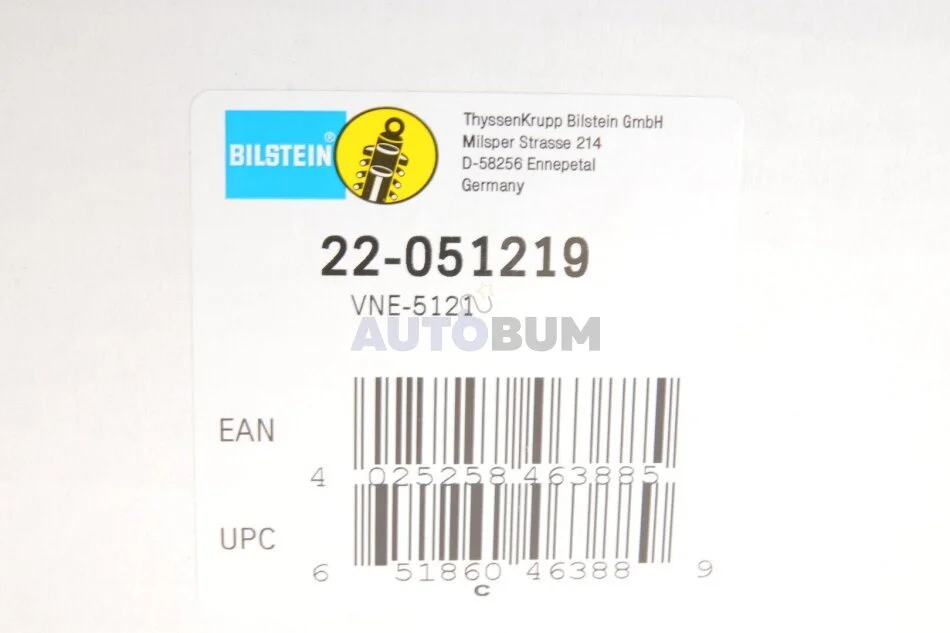 BILSTEIN®
ThyssenKrupp Bilstein GmbH
Milsper Strasse 214
D-58256 Ennepetal
Germany
22-051219
VNE-5121
AUTOBUM
EAN
4 025258 463885
UPC
6 51860 46388 9
C